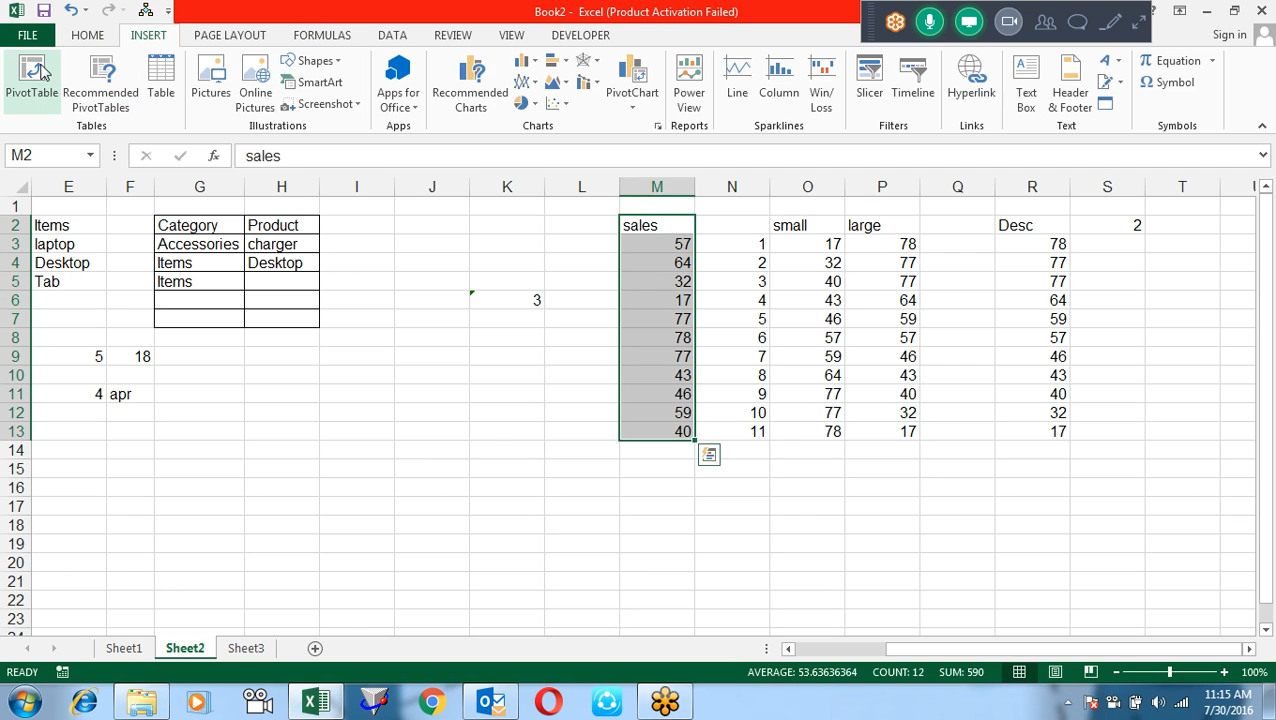 Book2 - Excel (Product Activation Failed)
FILE HOME INSERT PAGE LAYOUT FORMULAS DATA REVIEW VIEW DEVELOPER Sign in
PivotTable Recommended PivotTables Table Pictures Online Pictures Shapes SmartArt Screenshot Apps for Office Recommended Charts PivotChart Power View Line Column Win/Loss Slicer Timeline Hyperlink Text Box Header & Footer Equation Symbol
Tables Illustrations Apps Charts Reports Sparklines Filters Links Text Symbols
M2 fx sales
E F G H I J K L M N O P Q R S T U
1
2 Items Category Product sales small large Desc 2
3 laptop Accessories charger 57 1 17 78 78
4 Desktop Items Desktop 64 2 32 77 77
5 Tab Items 32 3 40 77 77
6 3 17 4 43 64 64
7 77 5 46 59 59
8 78 6 57 57 57
9 5 18 77 7 59 46 46
10 43 8 64 43 43
11 4 apr 46 9 77 40 40
12 59 10 77 32 32
13 40 11 78 17 17
14
15
16
17
18
19
20
21
22
23
Sheet1 Sheet2 Sheet3
READY AVERAGE: 53.63636364 COUNT: 12 SUM: 590 100%
11:15 AM
7/30/2016